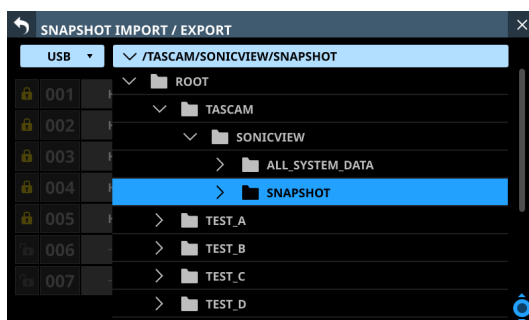 SNAPSHOT IMPORT / EXPORT
USB
/TASCAM/SONICVIEW/SNAPSHOT
ROOT
001
TASCAM
002
SONICVIEW
003
ALL_SYSTEM_DATA
004
SNAPSHOT
005
TEST_A
006
TEST_B
007
TEST_C
TEST_D